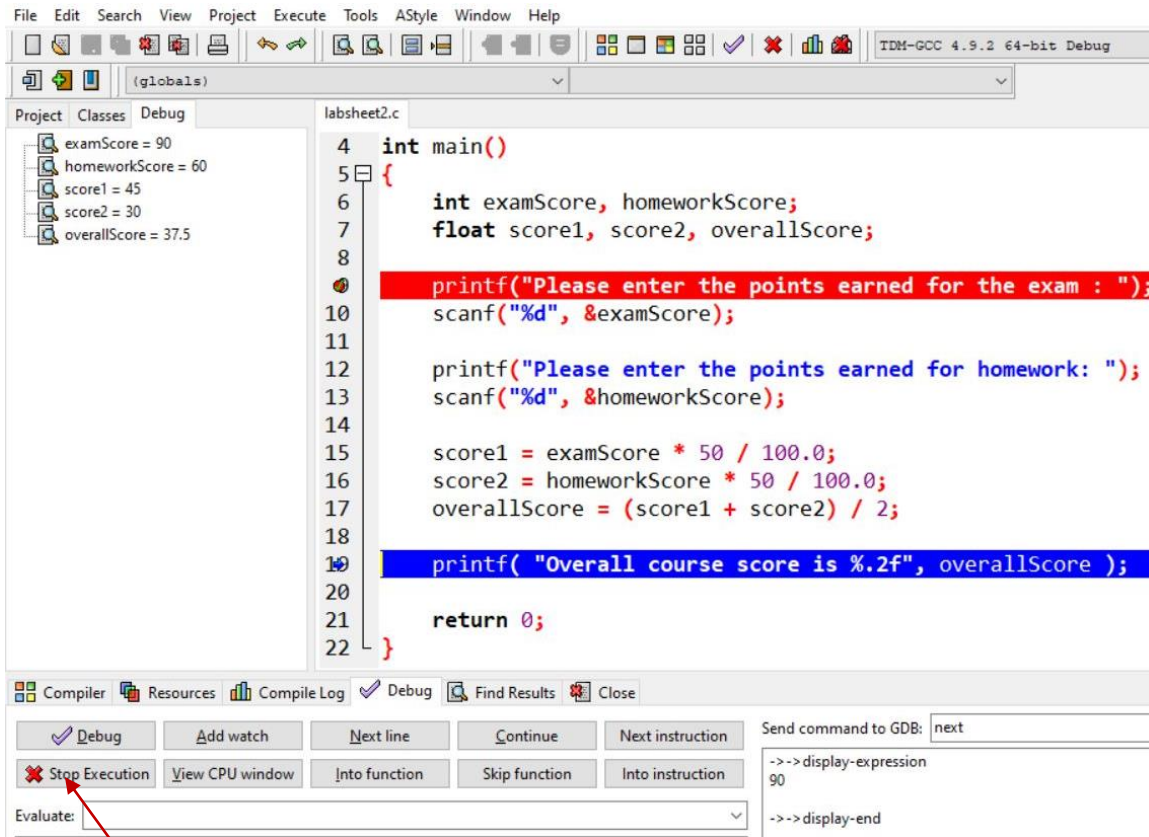 File Edit Search View Project Execute Tools AStyle Window Help
TDM-GCC 4.9.2 64-bit Debug
(globals)
Project Classes Debug
labsheet2.c
examScore = 90
homeworkScore = 60
score1 = 45
score2 = 30
overallScore = 37.5
4 int main()
5 {
6 int examScore, homeworkScore;
7 float score1, score2, overallScore;
8
printf("Please enter the points earned for the exam : ");
10 scanf("%d", &examScore);
11
12 printf("Please enter the points earned for homework: ");
13 scanf("%d", &homeworkScore);
14
15 score1 = examScore * 50 / 100.0;
16 score2 = homeworkScore * 50 / 100.0;
17 overallScore = (score1 + score2) / 2;
18
19 printf( "Overall course score is %.2f", overallScore );
20
21 return 0;
22 }
Compiler Resources Compile Log Debug Find Results Close
Debug Add watch Next line Continue Next instruction
Send command to GDB: next
Stop Execution View CPU window Into function Skip function Into instruction
->->display-expression
90
Evaluate:
->->display-end